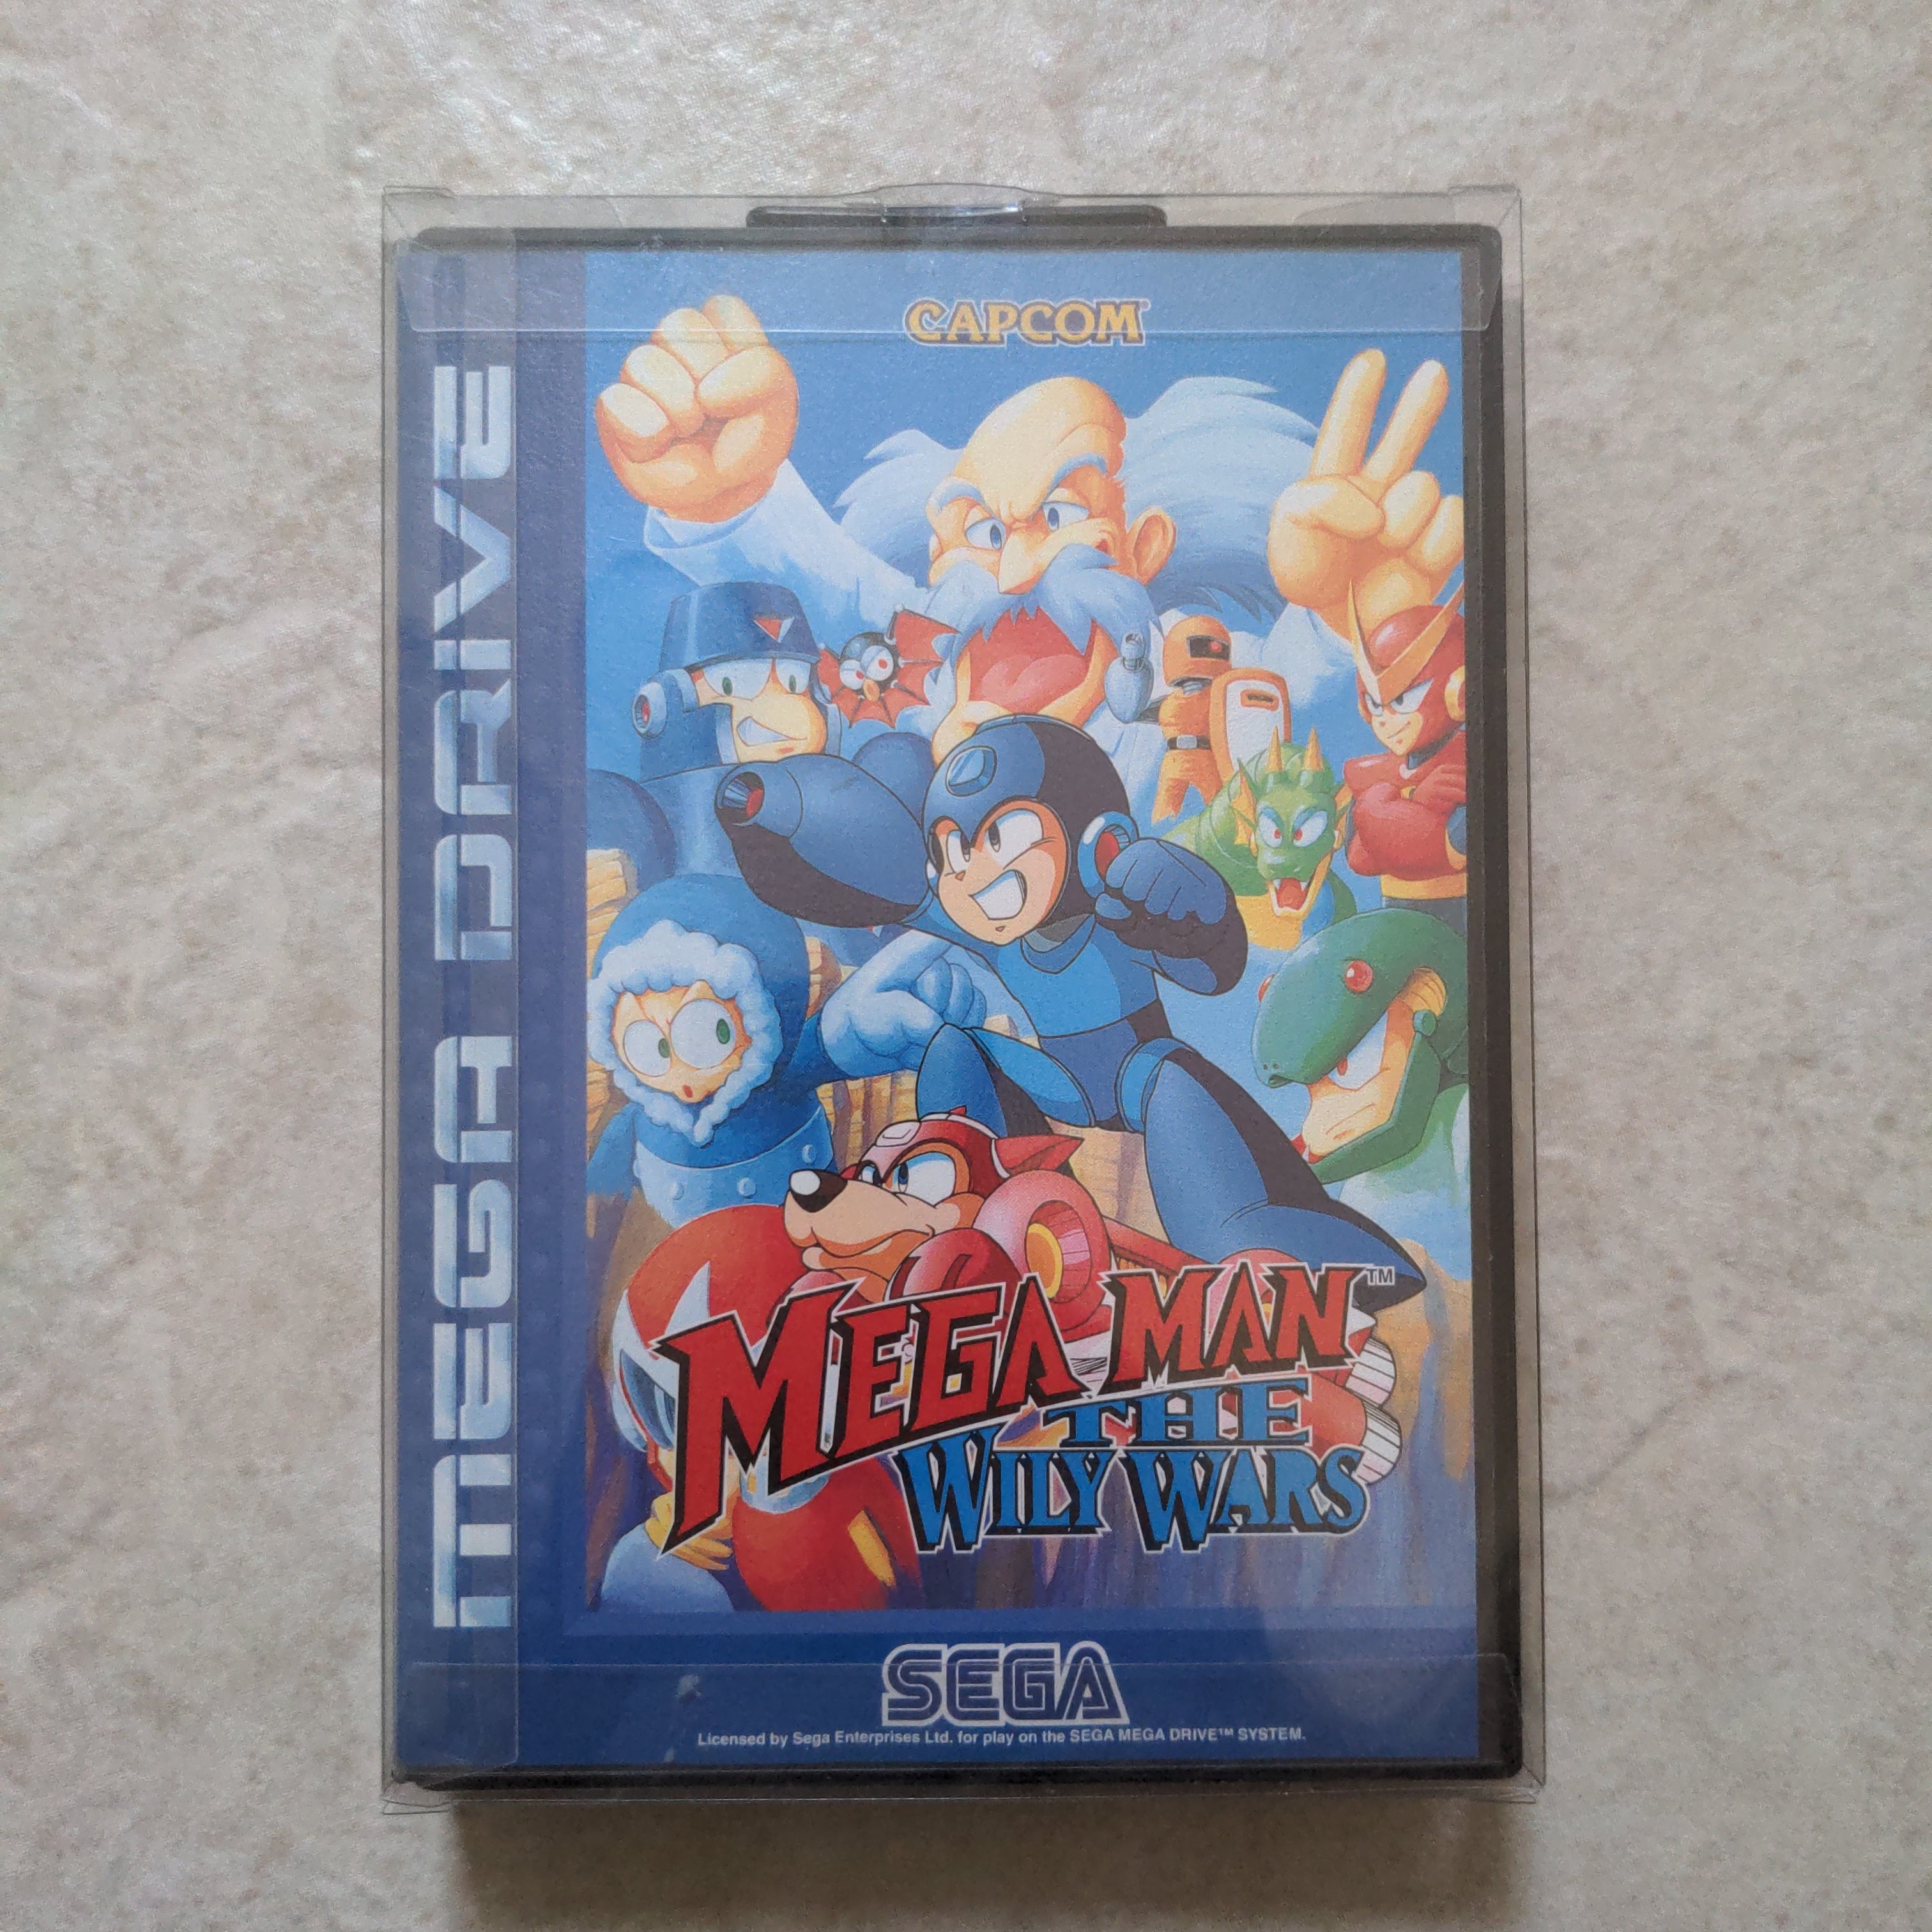 MEGA DRIVE
CAPCOM
MEGA MAN™
THE
WILY WARS
SEGA
Licensed by Sega Enterprises Ltd. for play on the SEGA MEGA DRIVE™ SYSTEM.